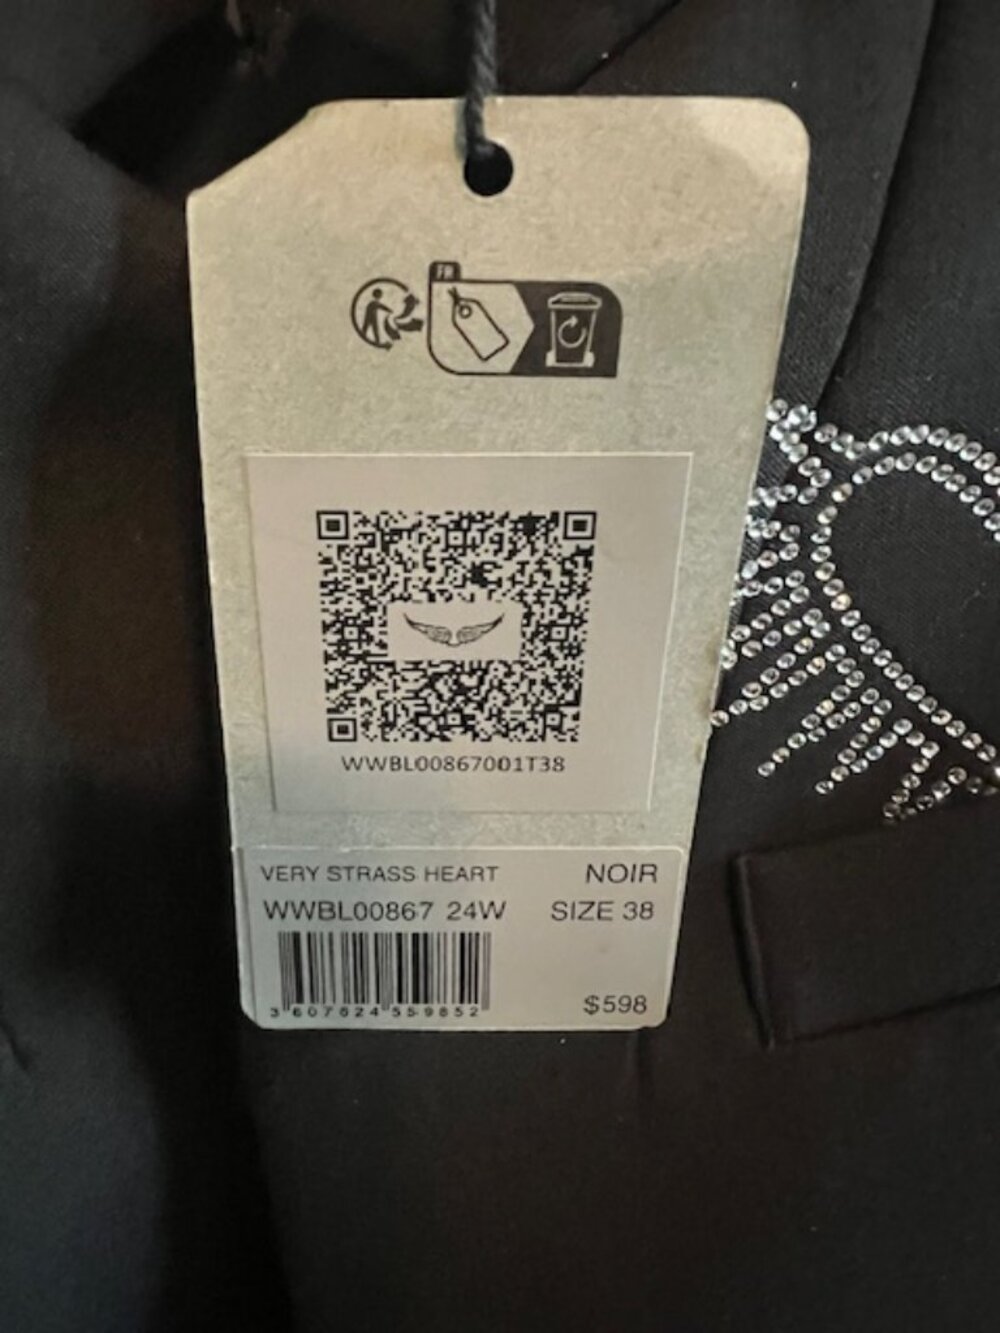 FR
WWBL00867001T38
VERY STRASS HEART NOIR
WWBL00867 24W SIZE 38
3 607624 559852
$598